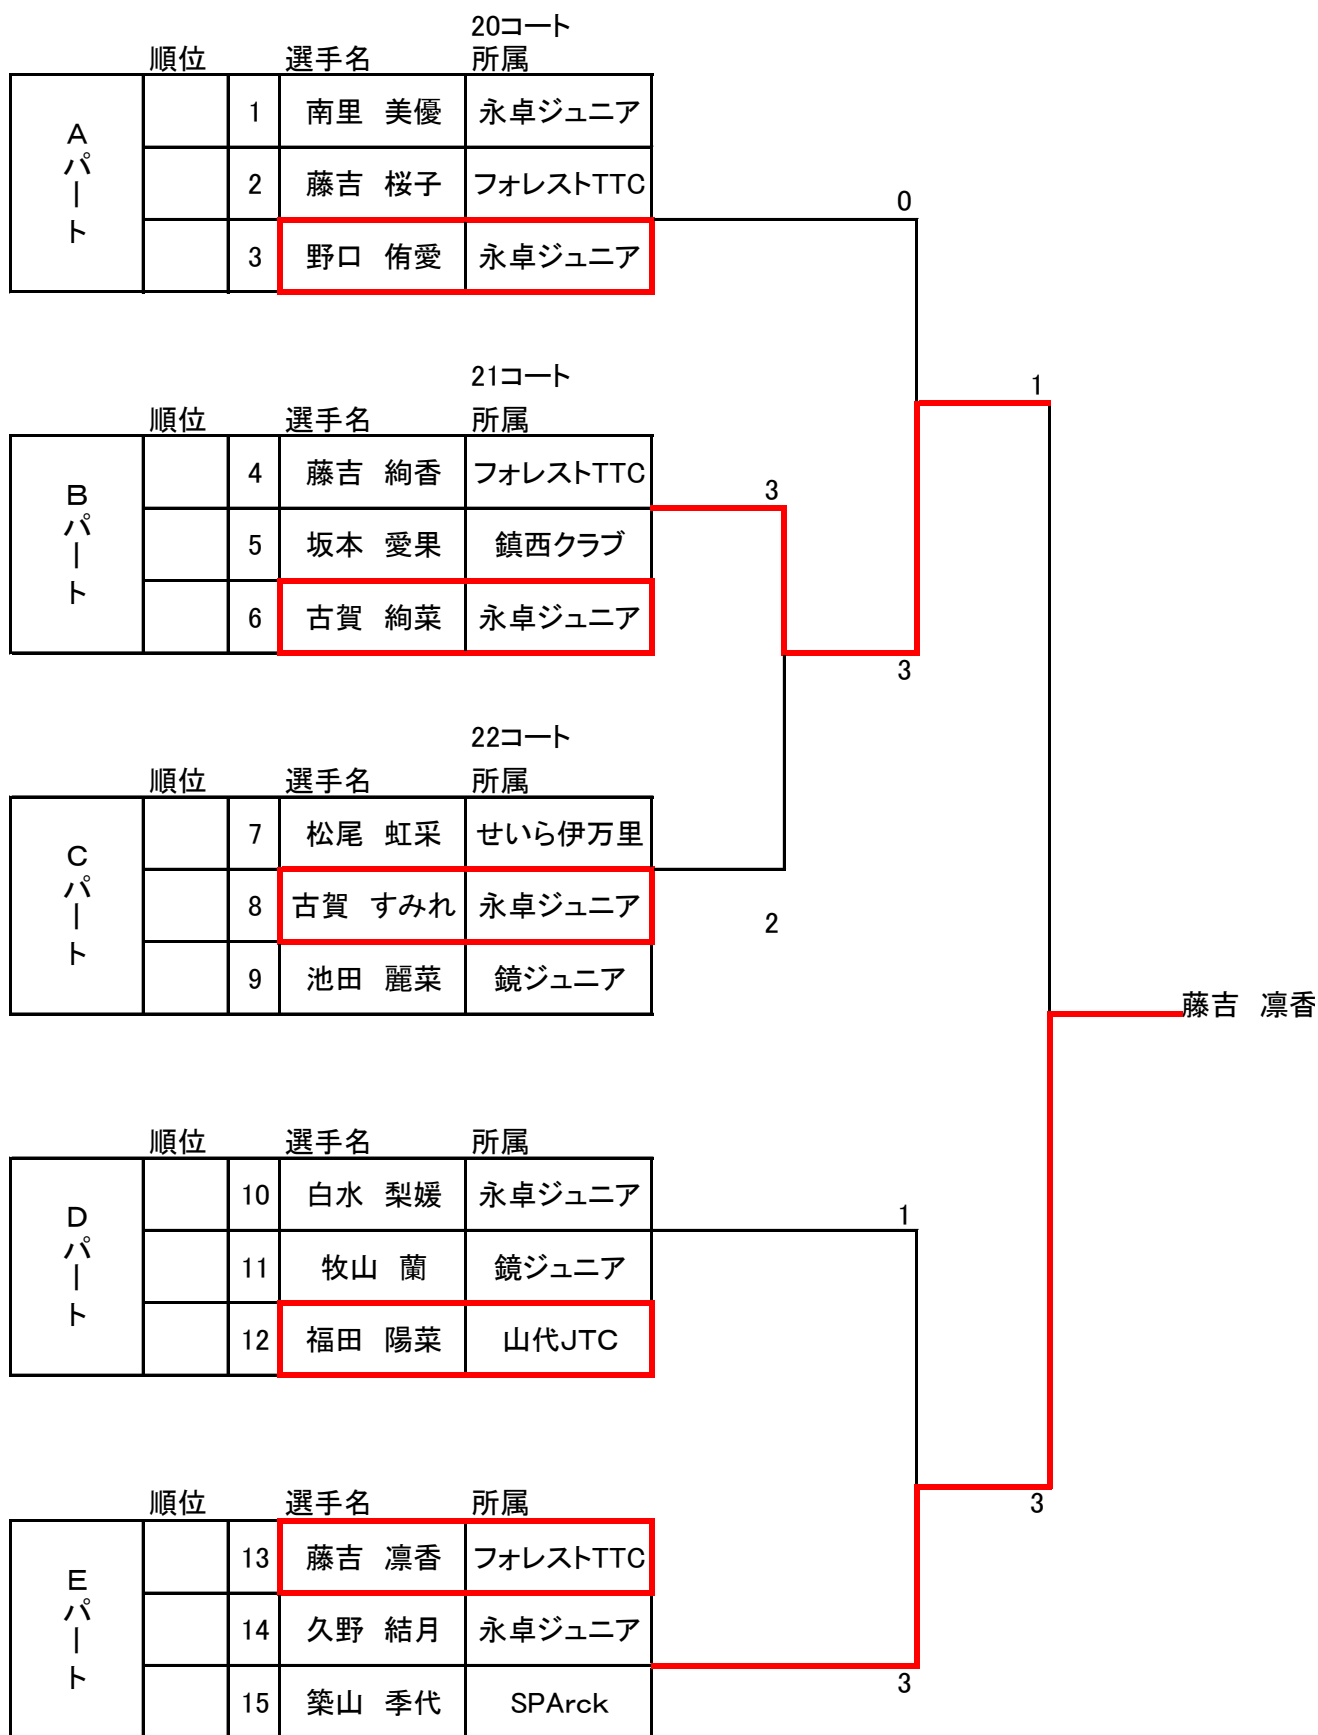 20コート
順位 選手名 所属
Aパート
1 南里 美優 永卓ジュニア
2 藤吉 桜子 フォレストTTC
0
3 野口 侑愛 永卓ジュニア
21コート
1
順位 選手名 所属
Bパート
4 藤吉 絢香 フォレストTTC
3
5 坂本 愛果 鎮西クラブ
6 古賀 絢菜 永卓ジュニア
3
22コート
順位 選手名 所属
Cパート
7 松尾 虹采 せいら伊万里
8 古賀 すみれ 永卓ジュニア
2
9 池田 麗菜 鏡ジュニア
藤吉 凛香
順位 選手名 所属
Dパート
10 白水 梨媛 永卓ジュニア
1
11 牧山 蘭 鏡ジュニア
12 福田 陽菜 山代JTC
順位 選手名 所属
3
Eパート
13 藤吉 凛香 フォレストTTC
14 久野 結月 永卓ジュニア
3
15 築山 季代 SPArck